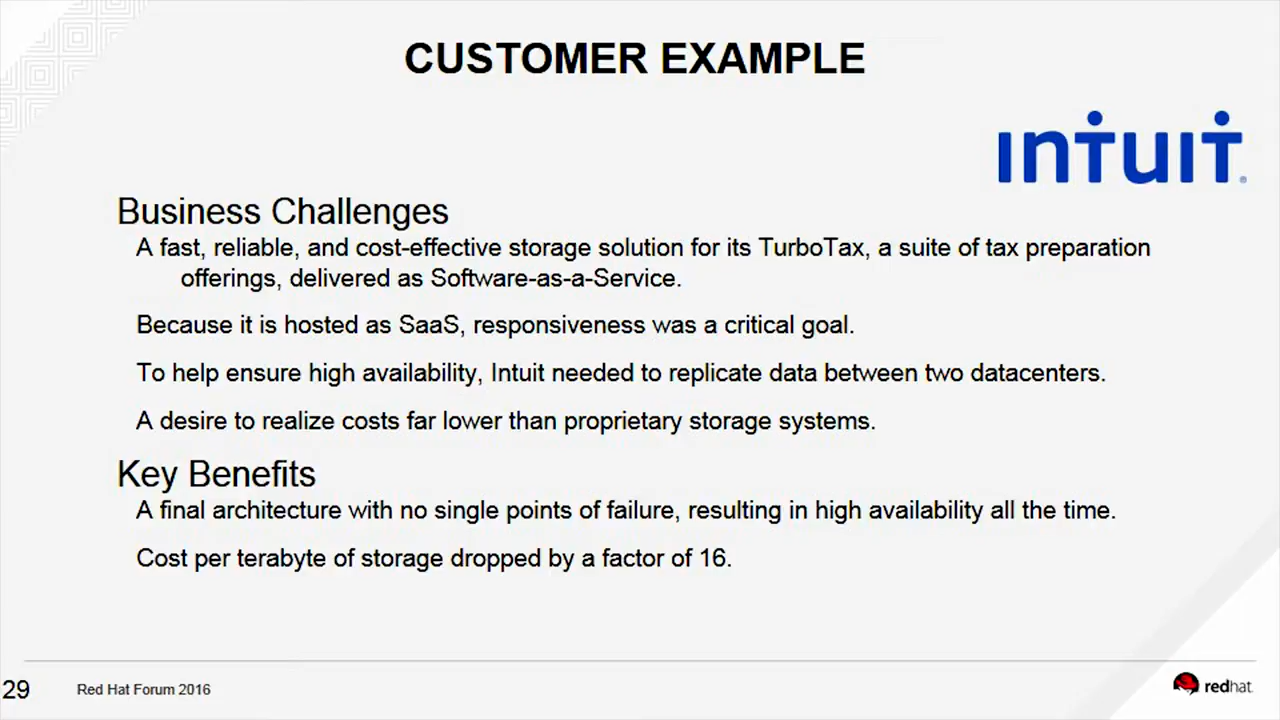 CUSTOMER EXAMPLE
INTUIT
Business Challenges
A fast, reliable, and cost-effective storage solution for its TurboTax, a suite of tax preparation
offerings, delivered as Software-as-a-Service.
Because it is hosted as SaaS, responsiveness was a critical goal.
To help ensure high availability, Intuit needed to replicate data between two datacenters.
A desire to realize costs far lower than proprietary storage systems.
Key Benefits
A final architecture with no single points of failure, resulting in high availability all the time.
Cost per terabyte of storage dropped by a factor of 16.
29
Red Hat Forum 2016
redhat.